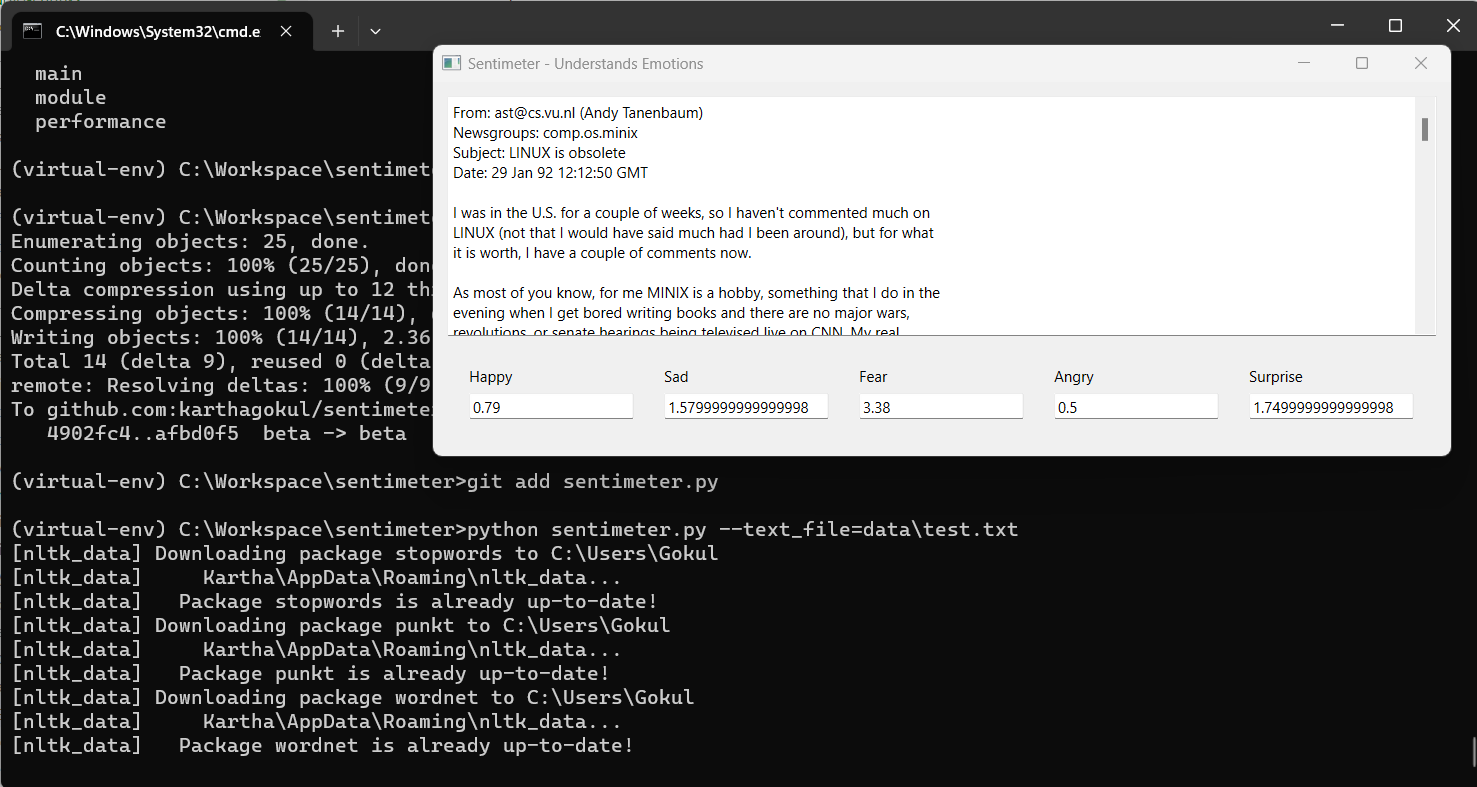 C:\Windows\System32\cmd.e
main
module
performance
(virtual-env) C:\Workspace\sentimet
(virtual-env) C:\Workspace\sentimet
Enumerating objects: 25, done.
Counting objects: 100% (25/25), don
Delta compression using up to 12 th
Compressing objects: 100% (14/14),
Writing objects: 100% (14/14), 2.36
Total 14 (delta 9), reused 0 (delta
remote: Resolving deltas: 100% (9/9
To github.com:karthagokul/sentimete
4902fc4..afbd0f5 beta -> beta
(virtual-env) C:\Workspace\sentimeter>git add sentimeter.py
(virtual-env) C:\Workspace\sentimeter>python sentimeter.py --text_file=data\test.txt
[nltk_data] Downloading package stopwords to C:\Users\Gokul
[nltk_data] Kartha\AppData\Roaming\nltk_data...
[nltk_data] Package stopwords is already up-to-date!
[nltk_data] Downloading package punkt to C:\Users\Gokul
[nltk_data] Kartha\AppData\Roaming\nltk_data...
[nltk_data] Package punkt is already up-to-date!
[nltk_data] Downloading package wordnet to C:\Users\Gokul
[nltk_data] Kartha\AppData\Roaming\nltk_data...
[nltk_data] Package wordnet is already up-to-date!
Sentimeter - Understands Emotions
From: ast@cs.vu.nl (Andy Tanenbaum)
Newsgroups: comp.os.minix
Subject: LINUX is obsolete
Date: 29 Jan 92 12:12:50 GMT
I was in the U.S. for a couple of weeks, so I haven't commented much on
LINUX (not that I would have said much had I been around), but for what
it is worth, I have a couple of comments now.
As most of you know, for me MINIX is a hobby, something that I do in the
evening when I get bored writing books and there are no major wars,
revolutions, or senate hearings being televised live on CNN. My real
Happy Sad Fear Angry Surprise
0.79 1.5799999999999998 3.38 0.5 1.7499999999999998